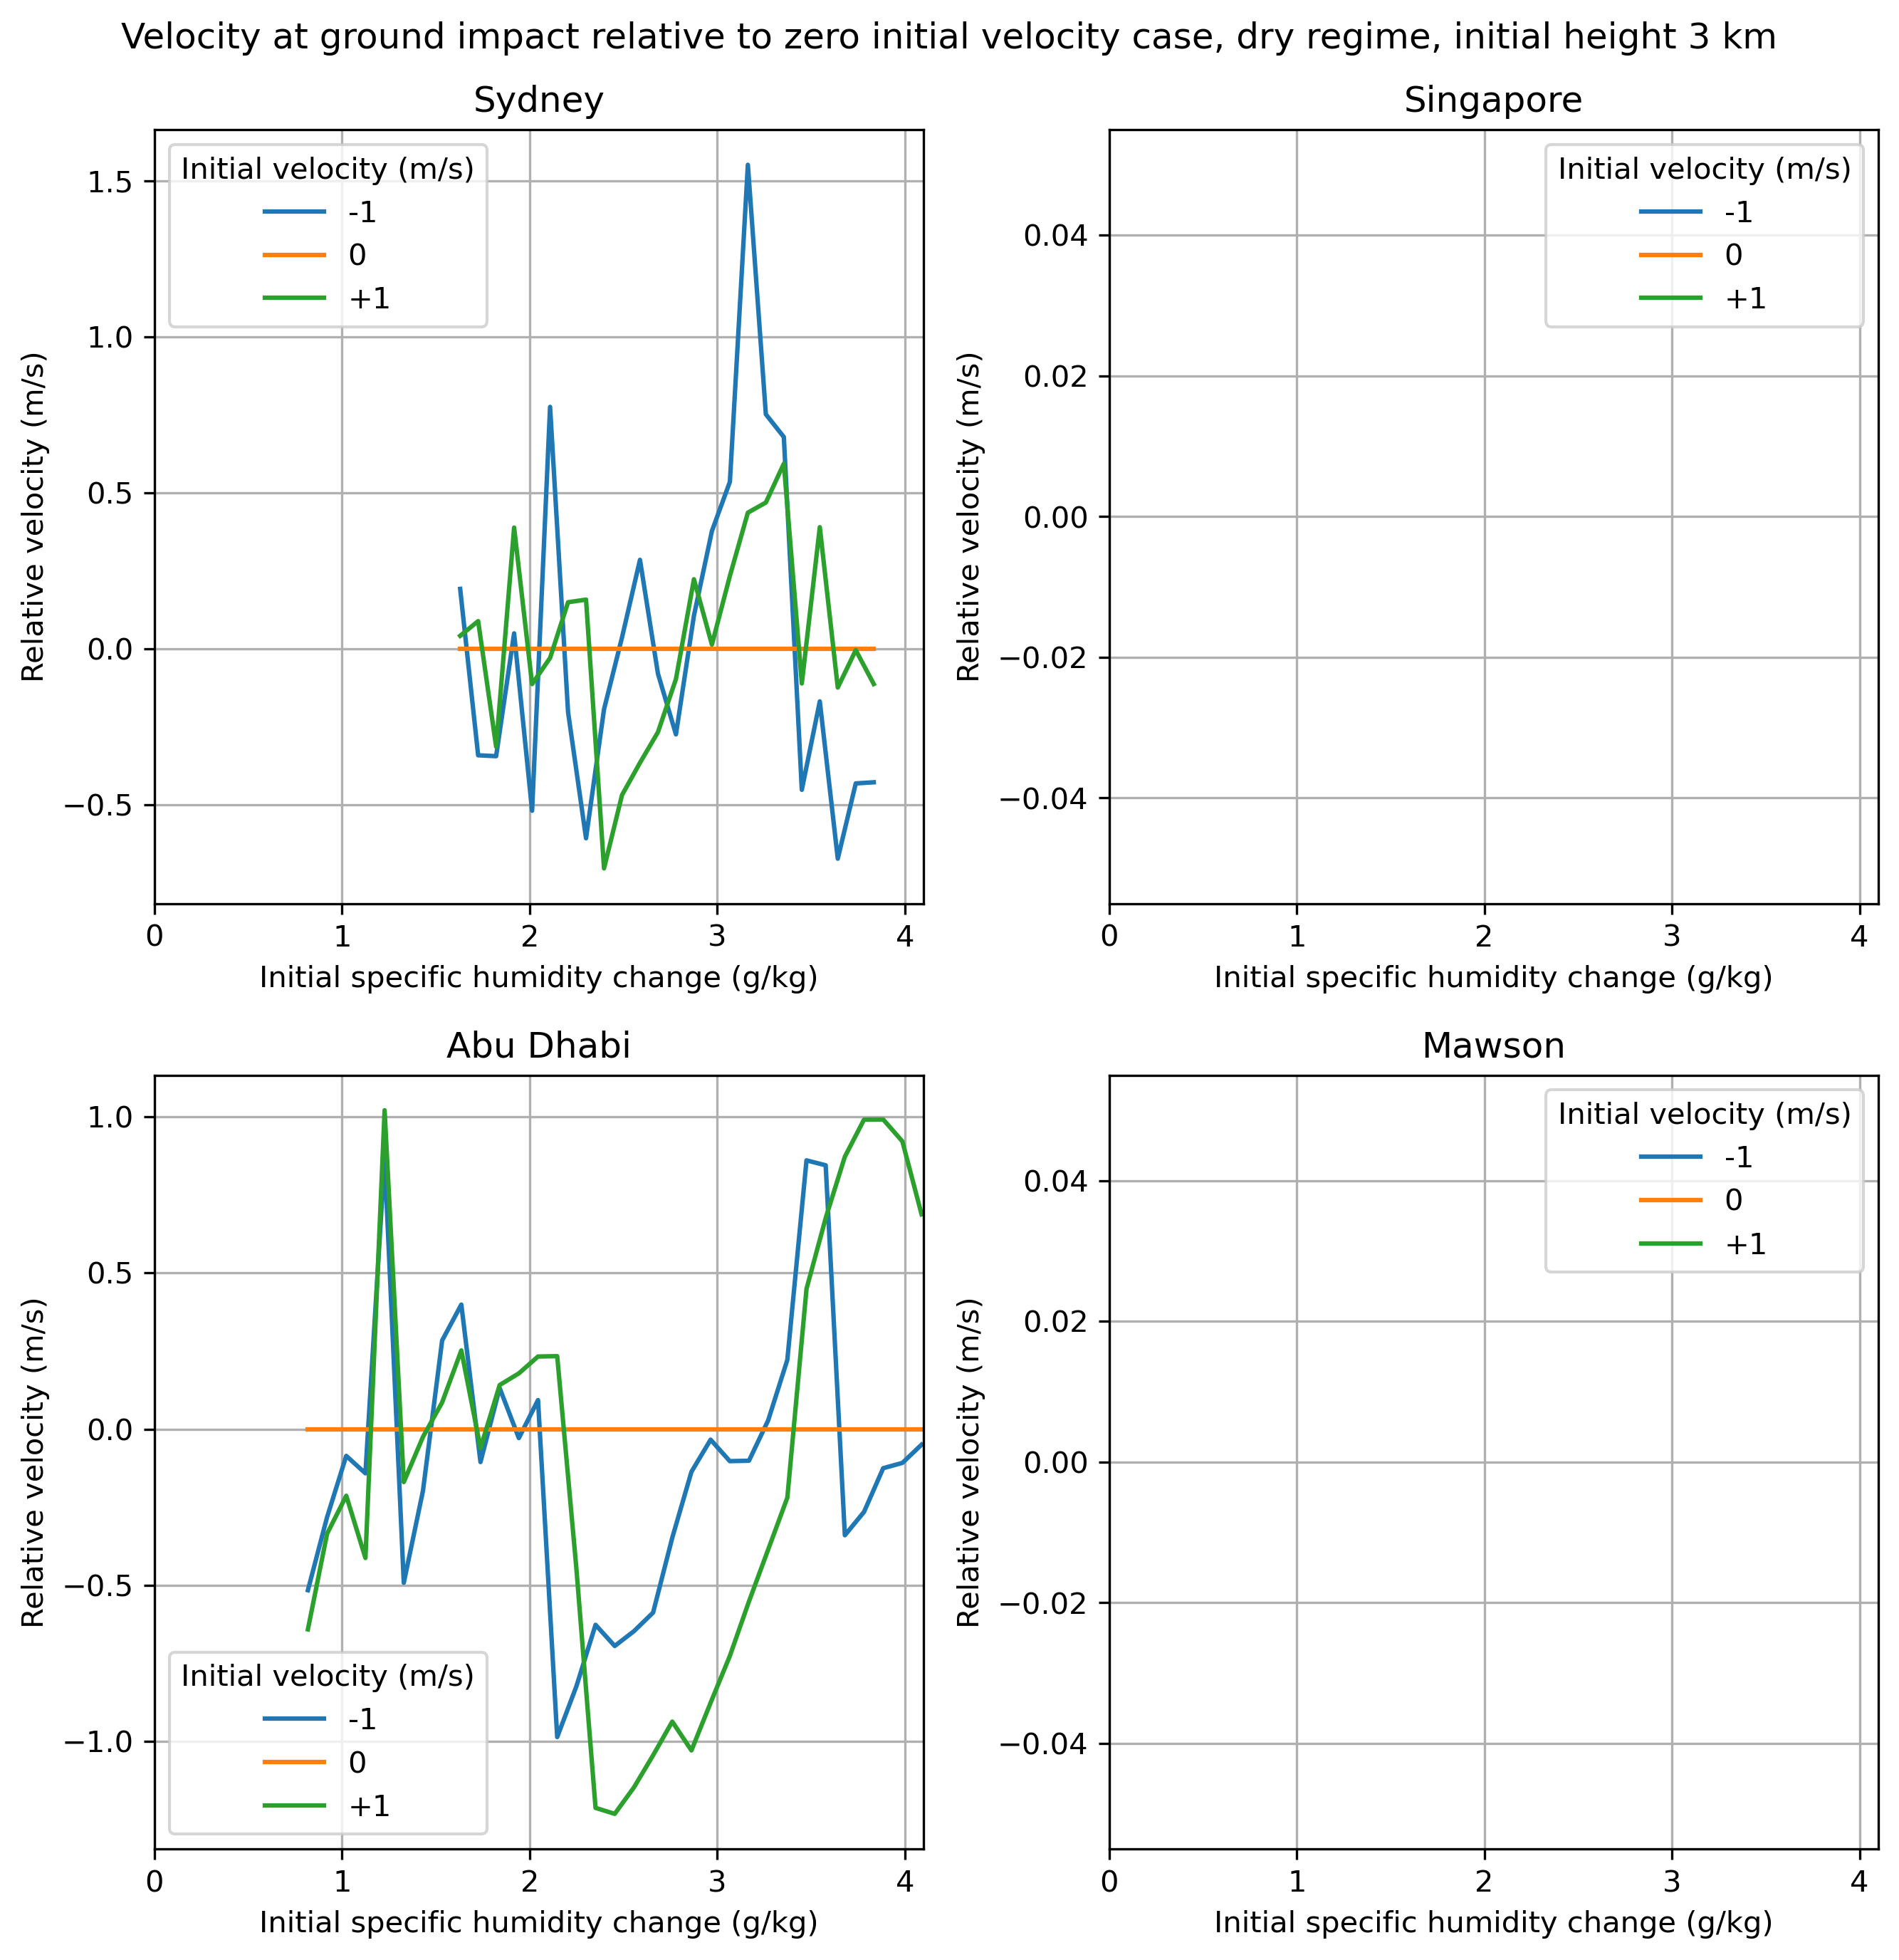 Velocity at ground impact relative to zero initial velocity case, dry regime, initial height 3 km
Sydney
Relative velocity (m/s)
1.5
1.0
0.5
0.0
−0.5
Initial velocity (m/s)
-1
0
+1
0 1 2 3 4
Initial specific humidity change (g/kg)
Singapore
Relative velocity (m/s)
0.04
0.02
0.00
−0.02
−0.04
Initial velocity (m/s)
-1
0
+1
0 1 2 3 4
Initial specific humidity change (g/kg)
Abu Dhabi
Relative velocity (m/s)
1.0
0.5
0.0
−0.5
−1.0
Initial velocity (m/s)
-1
0
+1
0 1 2 3 4
Initial specific humidity change (g/kg)
Mawson
Relative velocity (m/s)
0.04
0.02
0.00
−0.02
−0.04
Initial velocity (m/s)
-1
0
+1
0 1 2 3 4
Initial specific humidity change (g/kg)